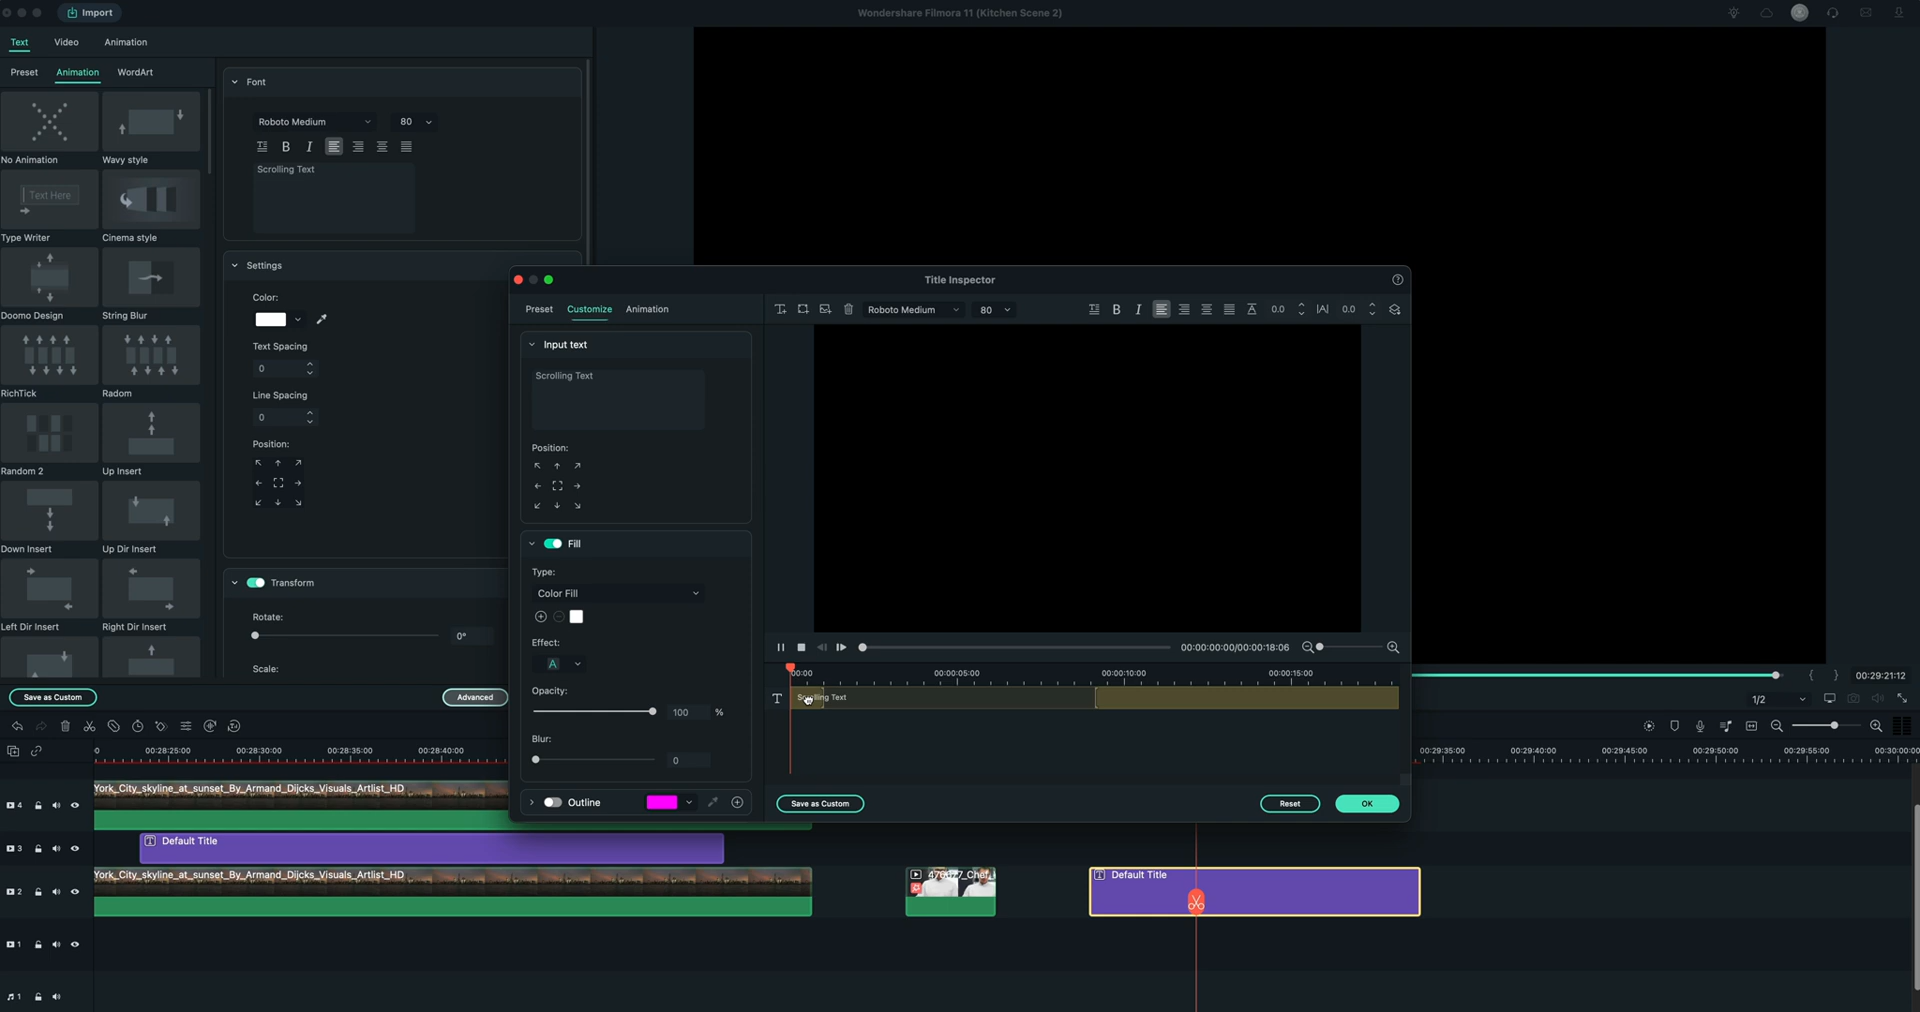 Import
Wondershare Filmora 11 (Kitchen Scene 2)
Text
Video
Animation
Preset
Animation
WordArt
No Animation
Wavy style
Text Here
Type Writer
Cinema style
Doomo Design
String Blur
RichTick
Radom
Random 2
Up Insert
Down Insert
Up Dir Insert
Left Dir Insert
Right Dir Insert
Font
Roboto Medium
80
B I
Scrolling Text
Settings
Color:
Text Spacing
0
Line Spacing
0
Position:
Transform
Rotate:
0°
Scale:
Save as Custom
Advanced
Title Inspector
Preset
Customize
Animation
Roboto Medium
80
B I
0.0
0.0
Input text
Scrolling Text
Position:
Fill
Type:
Color Fill
Effect:
A
Opacity:
100 %
Blur:
0
Outline
00:00:00:00/00:00:18:06
00:00
00:00:05:00
00:00:10:00
00:00:15:00
T
Scrolling Text
Save as Custom
Reset
OK
{ }
00:29:21:12
1/2
0
00:28:25:00
00:28:30:00
00:28:35:00
00:28:40:00
00:29:35:00
00:29:40:00
00:29:45:00
00:29:50:00
00:29:55:00
00:30:00:00
4
York_City_skyline_at_sunset_By_Armand_Dijcks_Visuals_Artlist_HD
3
Default Title
2
York_City_skyline_at_sunset_By_Armand_Dijcks_Visuals_Artlist_HD
Default Title
1
1